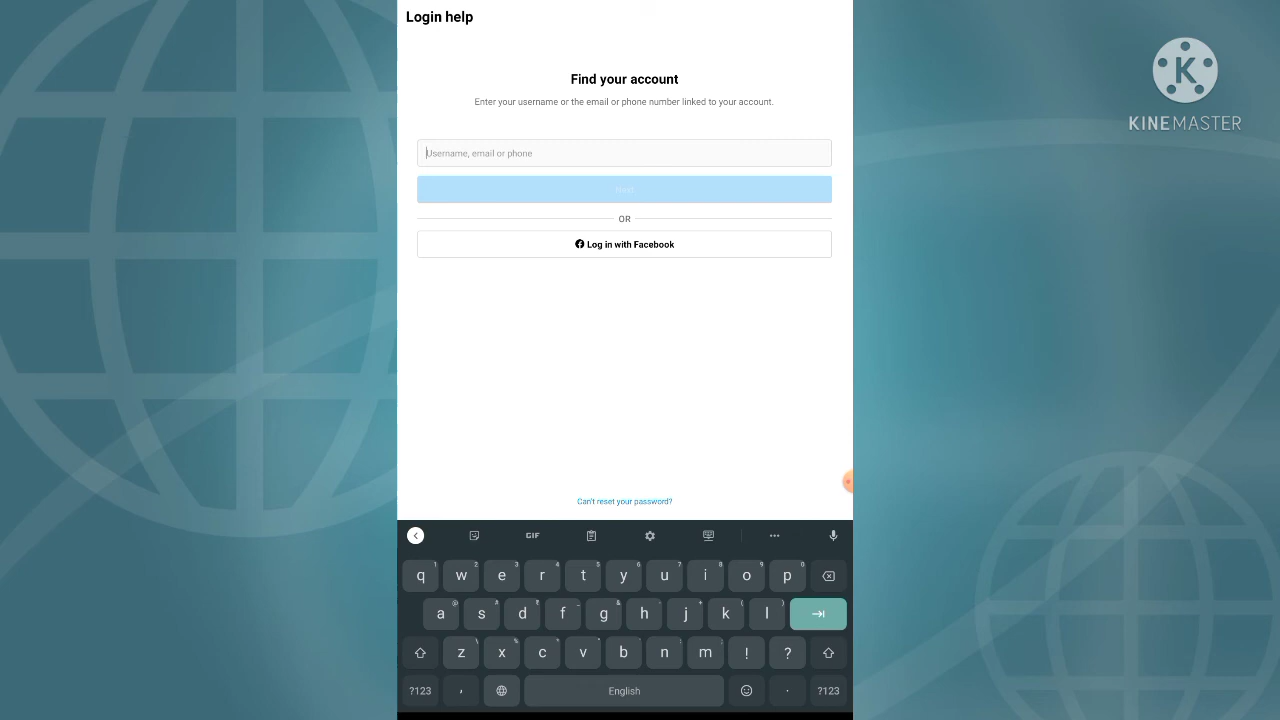 Login help
KINEMASTER
Find your account
Enter your username or the email or phone number linked to your account.
Username, email or phone
Next
OR
Log in with Facebook
Can't reset your password?
GIF
q w e r t y u i o p
a s d f g h j k l
z x c v b n m ! ?
?123 , English . ?123